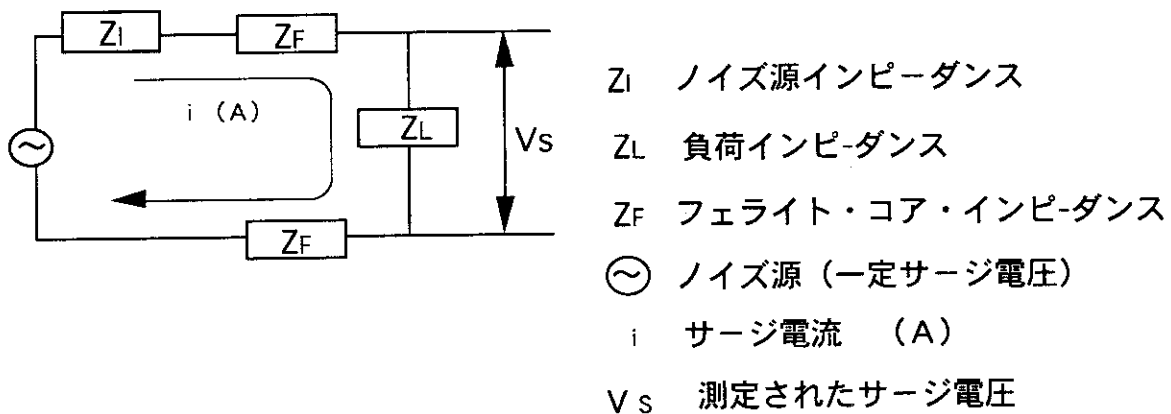 ZI
ZF
i (A)
ZL
VS
ZF
ZI ノイズ源インピーダンス
ZL 負荷インピ-ダンス
ZF フェライト・コア・インピ-ダンス
~ ノイズ源（一定サージ電圧）
i サージ電流 （A）
VS 測定されたサージ電圧